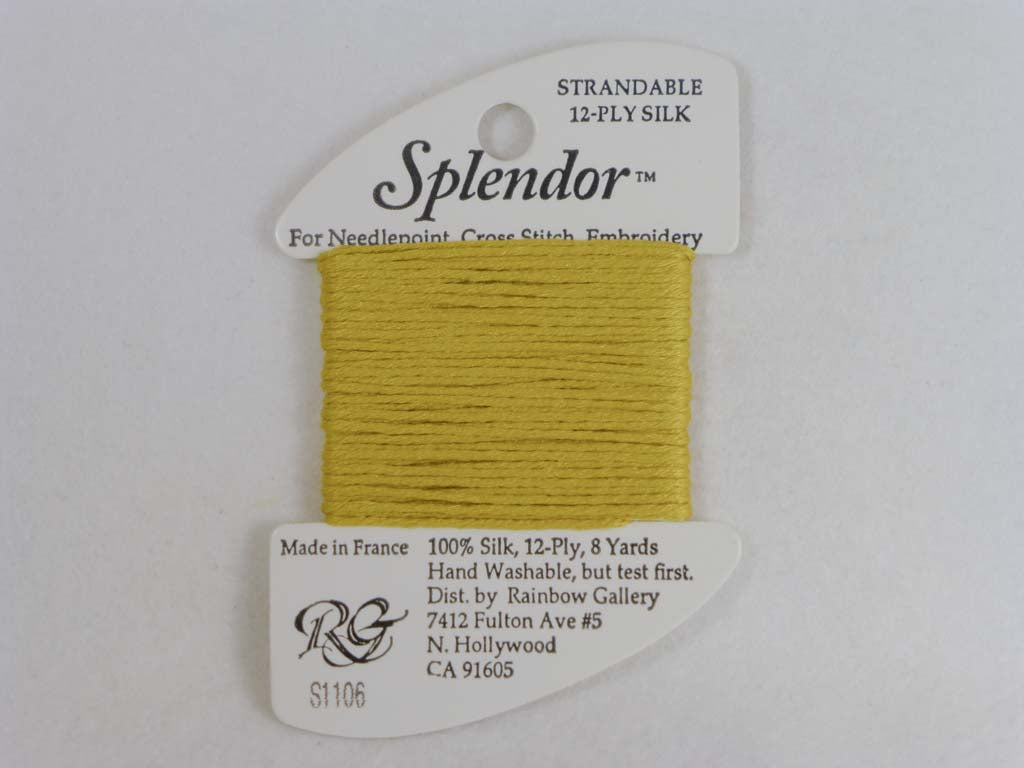 STRANDABLE
12-PLY SILK
Splendor™
For Needlepoint, Cross Stitch, Embroidery
Made in France
100% Silk, 12-Ply, 8 Yards
Hand Washable, but test first.
Dist. by Rainbow Gallery
7412 Fulton Ave #5
N. Hollywood
CA 91605
RG
S1106